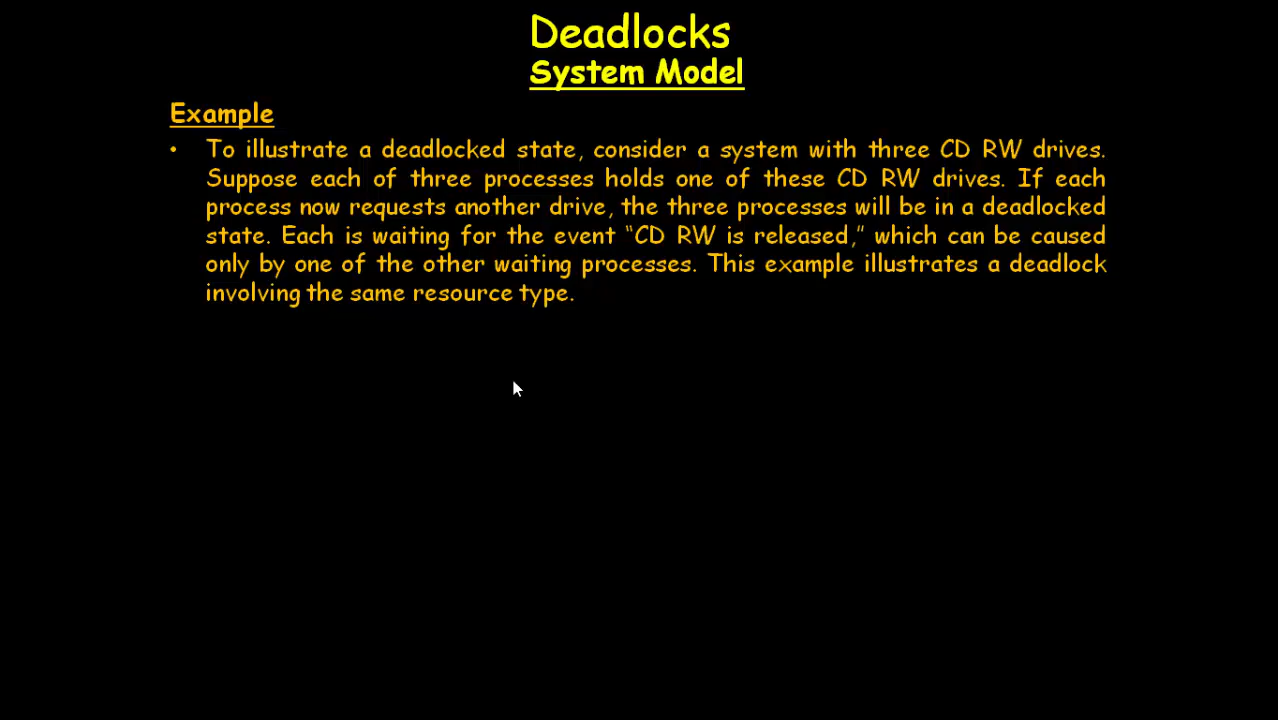 Deadlocks
System Model
Example
• To illustrate a deadlocked state, consider a system with three CD RW drives.
Suppose each of three processes holds one of these CD RW drives. If each
process now requests another drive, the three processes will be in a deadlocked
state. Each is waiting for the event “CD RW is released,” which can be caused
only by one of the other waiting processes. This example illustrates a deadlock
involving the same resource type.